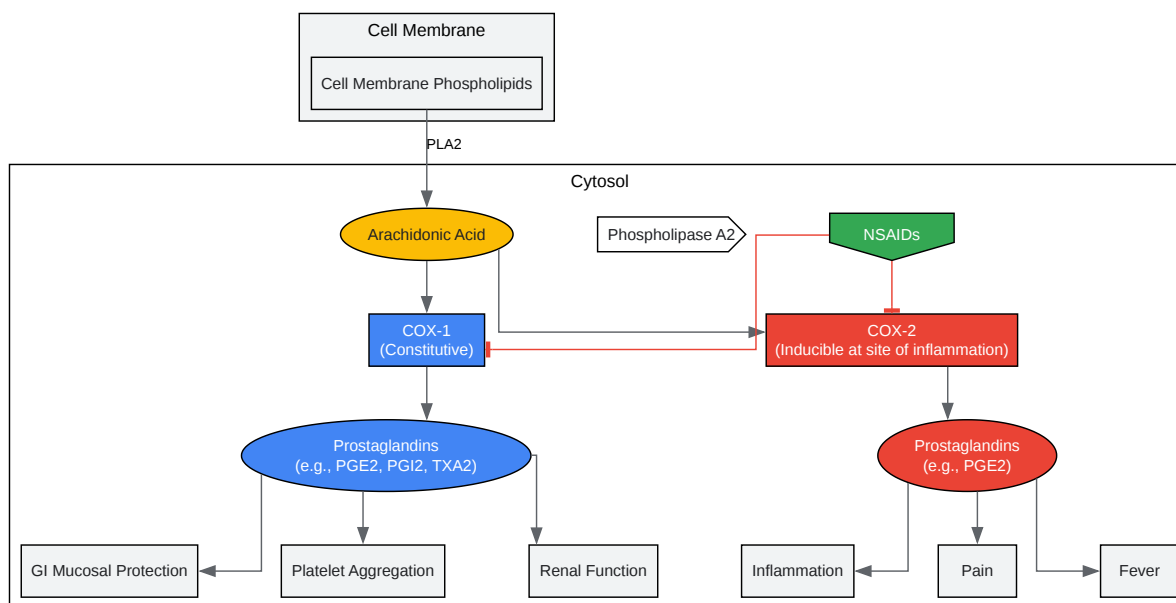 Cell Membrane
Cell Membrane Phospholipids
PLA2
Cytosol
Arachidonic Acid
Phospholipase A2
NSAIDs
COX-1
(Constitutive)
COX-2
(Inducible at site of inflammation)
Prostaglandins
(e.g., PGE2, PGI2, TXA2)
Prostaglandins
(e.g., PGE2)
GI Mucosal Protection
Platelet Aggregation
Renal Function
Inflammation
Pain
Fever